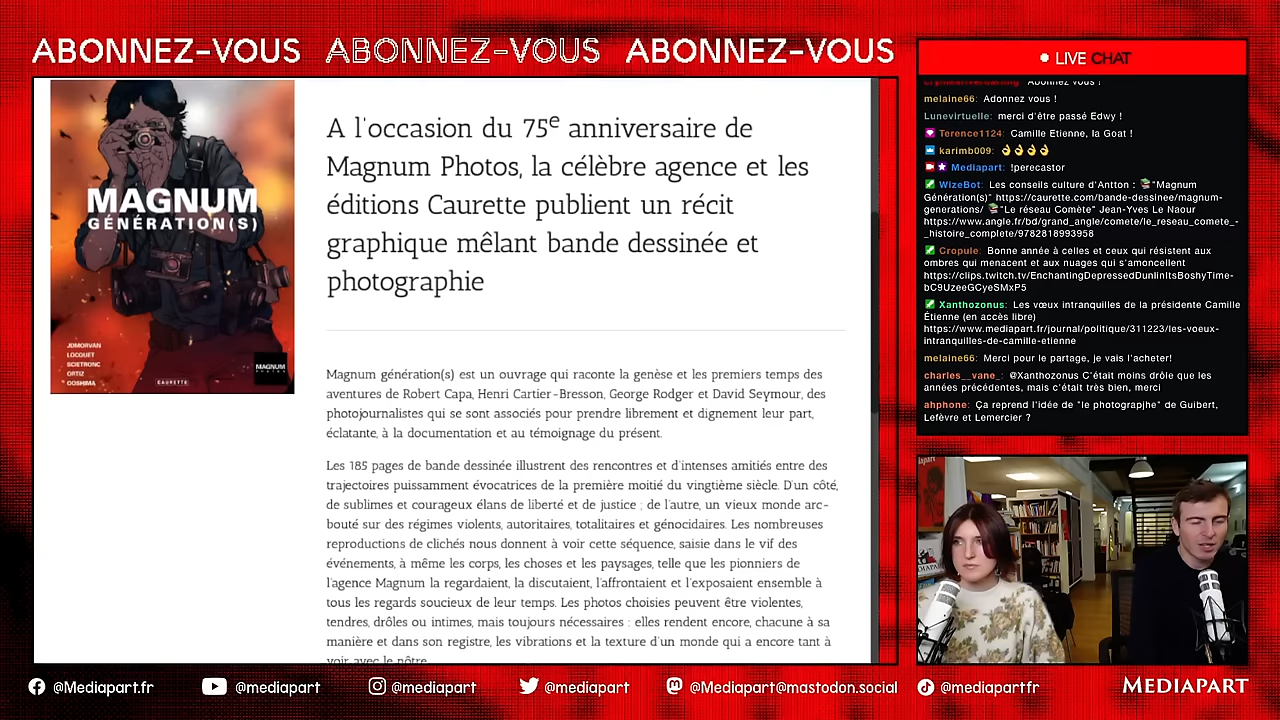 ABONNEZ-VOUS ABONNEZ-VOUS ABONNEZ-VOUS
MAGNUM
GÉNÉRATION(S)
JDMORVAN
LOCQUET
SCIETRONC
ORTIZ
OOSHIMA
CAURETTE
MAGNUM
PHOTOS
A l'occasion du 75e anniversaire de
Magnum Photos, la célèbre agence et les
éditions Caurette publient un récit
graphique mêlant bande dessinée et
photographie
Magnum génération(s) est un ouvrage qui raconte la genèse et les premiers temps des
aventures de Robert Capa, Henri Cartier-Bresson, George Rodger et David Seymour, des
photojournalistes qui se sont associés pour prendre librement et dignement leur part,
éclatante, à la documentation et au témoignage du présent.
Les 185 pages de bande dessinée illustrent des rencontres et d'intenses amitiés entre des
trajectoires puissamment évocatrices de la première moitié du vingtième siècle. D'un côté,
de sublimes et courageux élans de liberté et de justice ; de l'autre, un vieux monde arc-
bouté sur des régimes violents, autoritaires, totalitaires et génocidaires. Les nombreuses
reproductions de clichés nous donnent à voir cette séquence, saisie dans le vif des
événements, à même les corps, les choses et les paysages, telle que les pionniers de
l'agence Magnum la regardaient, la discutaient, l'affrontaient et l'exposaient ensemble à
tous les regards soucieux de leur temps. Les photos choisies peuvent être violentes,
tendres, drôles ou intimes, mais toujours nécessaires : elles rendent encore, chacune à sa
manière et dans son registre, les vibrations et la texture d'un monde qui a encore tant à
voir avec le nôtre.
LIVE CHAT
Abonnez vous !
melaine66: Adonnez vous !
Lunevirtuelle: merci d'être passé Edwy !
Terence1124: Camille Etienne, la Goat !
karimb009: 👌👌👌👌
Mediapart: !perecastor
WizeBot: Les conseils culture d'Antton : "Magnum
Génération(s)" https://caurette.com/bande-dessinee/magnum-
generations/ "Le réseau Comète" Jean-Yves Le Naour
https://www.angle.fr/bd/grand_angle/comete/le_reseau_comete_-
_histoire_complete/9782818993958
Cropule: Bonne année à celles et ceux qui résistent aux
ombres qui menacent et aux nuages qui s'amoncellent
https://clips.twitch.tv/EnchantingDepressedDunlinItsBoshyTime-
bC9UzeeGCyeSMxP5
Xanthozonus: Les vœux intranquilles de la présidente Camille
Étienne (en accès libre)
https://www.mediapart.fr/journal/politique/311223/les-voeux-
intranquilles-de-camille-etienne
melaine66: Merci pour le partage, je vais l'acheter!
charles__vane_: @Xanthozonus C'était moins drôle que les
années précédentes, mais c'était très bien, merci
ahphone: Ça reprend l'idée de "le photograpjhe" de Guibert,
Lefèvre et Lemercier ?
@Mediapart.fr @mediapart @mediapart @mediapart @Mediapart@mastodon.social @mediapartfr MEDIAPART